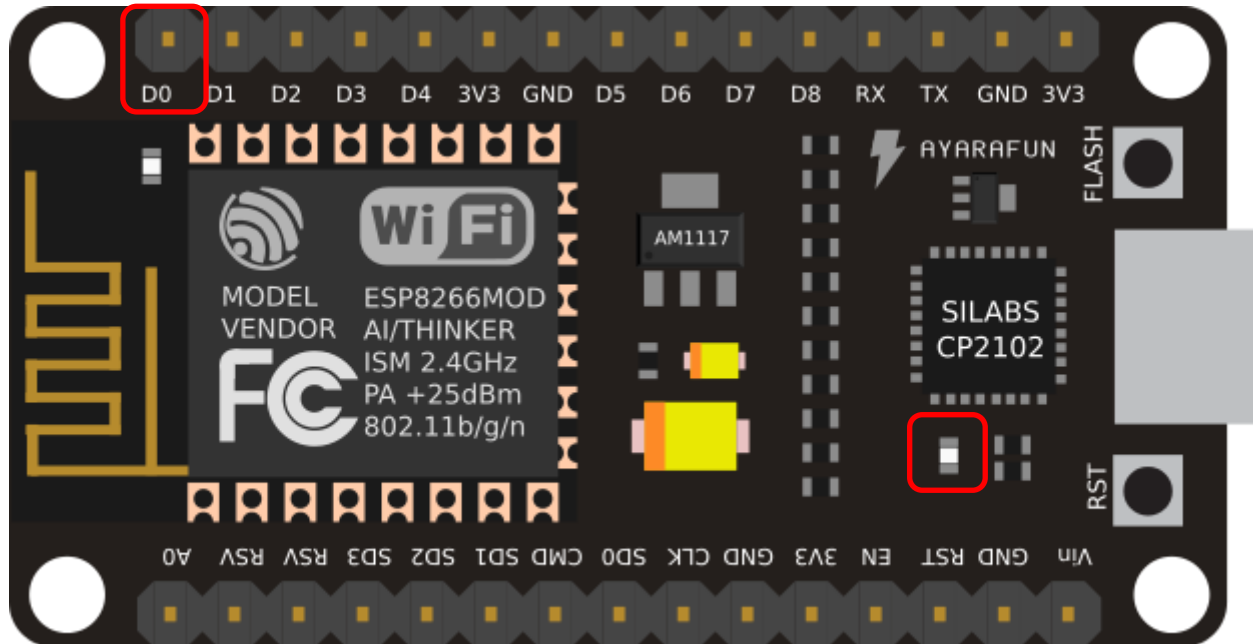 D0 D1 D2 D3 D4 3V3 GND D5 D6 D7 D8 RX TX GND 3V3
AYARAFUN
FLASH
WiFi
AM1117
MODEL
VENDOR
FC
ESP8266MOD
AI/THINKER
ISM 2.4GHz
PA +25dBm
802.11b/g/n
SILABS
CP2102
RST
A0 RSV RSV SD3 SD2 SD1 CMD SD0 CLK GND 3V3 EN RST GND Vin